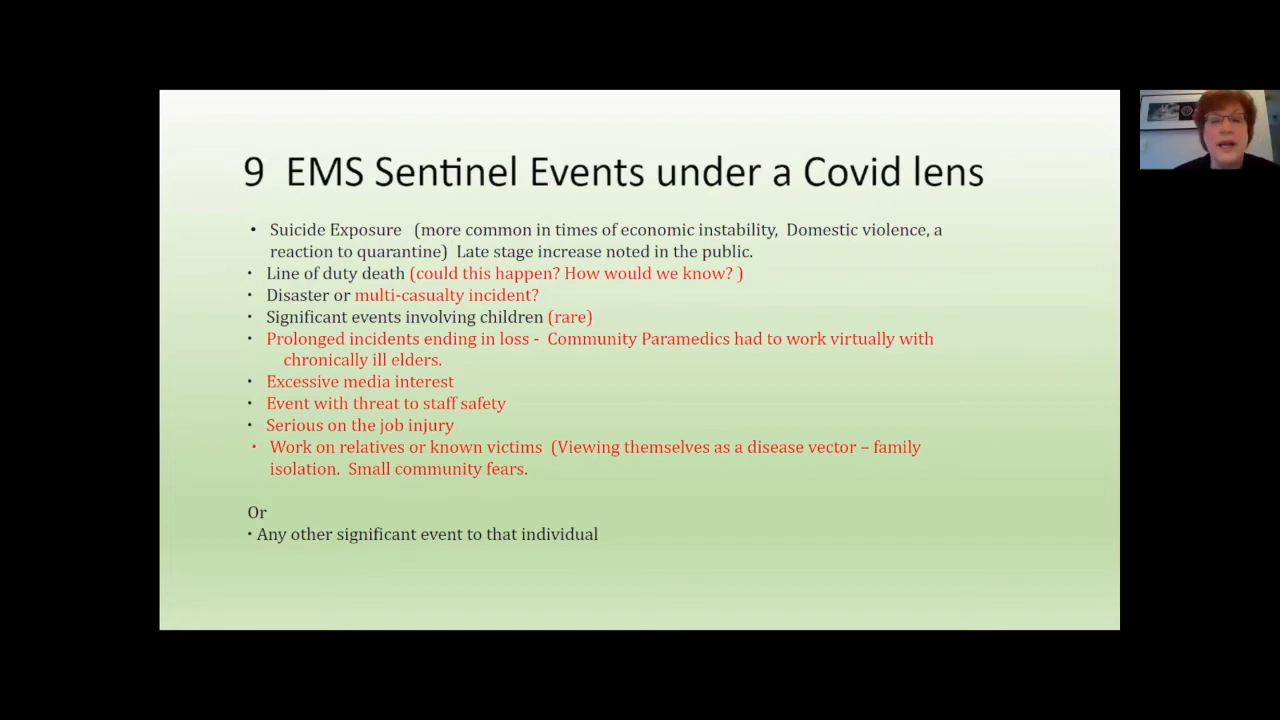 9 EMS Sentinel Events under a Covid lens
• Suicide Exposure (more common in times of economic instability, Domestic violence, a
reaction to quarantine) Late stage increase noted in the public.
• Line of duty death (could this happen? How would we know? )
• Disaster or multi-casualty incident?
• Significant events involving children (rare)
• Prolonged incidents ending in loss - Community Paramedics had to work virtually with
chronically ill elders.
• Excessive media interest
• Event with threat to staff safety
• Serious on the job injury
• Work on relatives or known victims (Viewing themselves as a disease vector – family
isolation. Small community fears.
Or
• Any other significant event to that individual